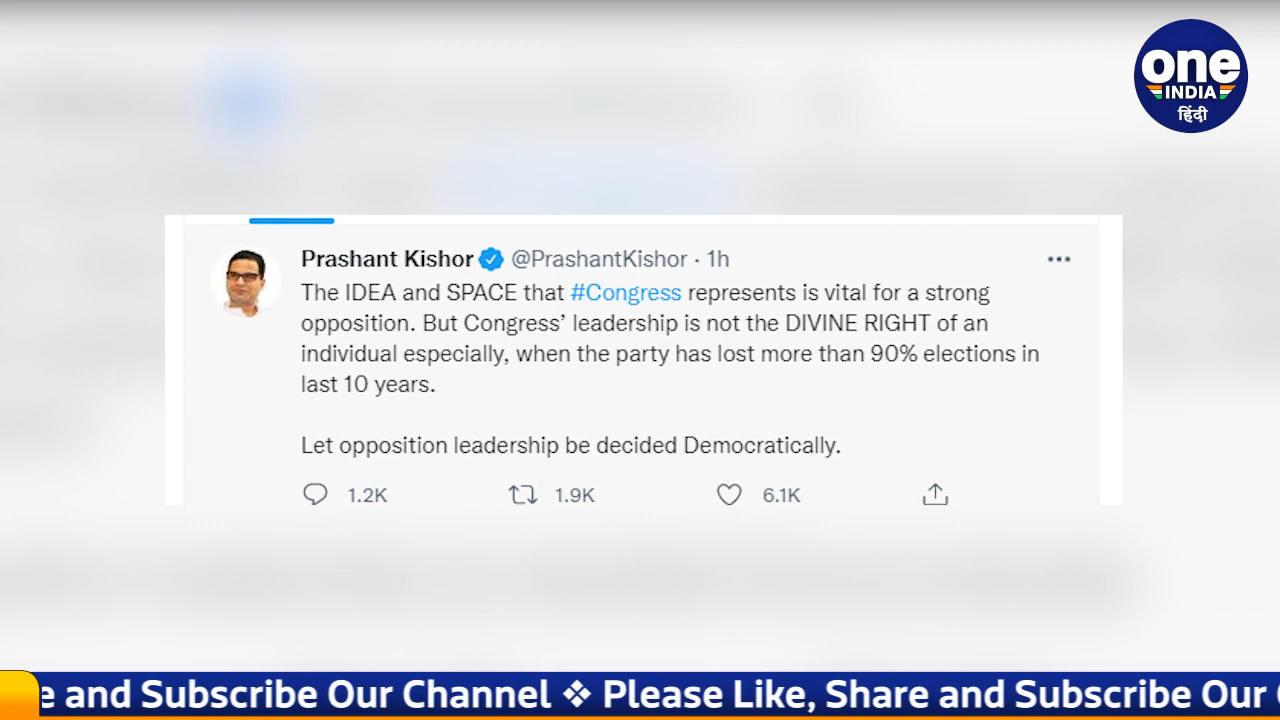 one
INDIA
हिंदी
Prashant Kishor @PrashantKishor · 1h
The IDEA and SPACE that #Congress represents is vital for a strong
opposition. But Congress’ leadership is not the DIVINE RIGHT of an
individual especially, when the party has lost more than 90% elections in
last 10 years.
Let opposition leadership be decided Democratically.
1.2K 1.9K 6.1K
e and Subscribe Our Channel ❖ Please Like, Share and Subscribe Our